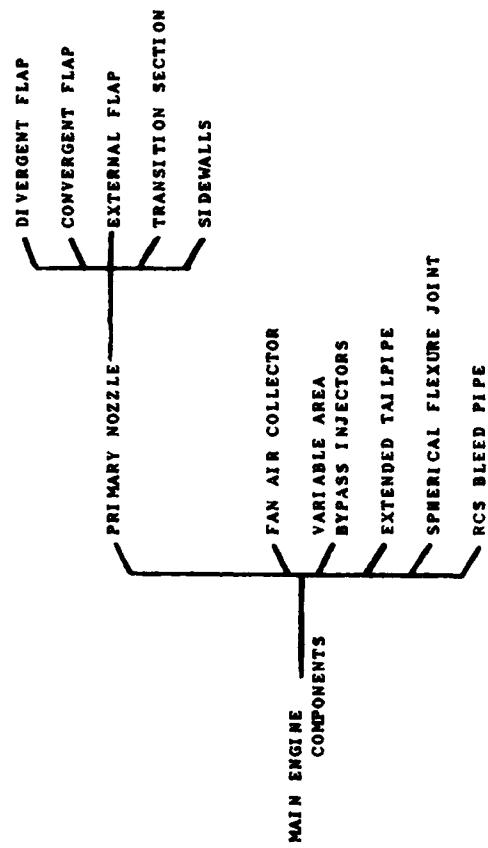 MAIN ENGINE
COMPONENTS
PRIMARY NOZZLE
DIVERGENT FLAP
CONVERGENT FLAP
EXTERNAL FLAP
TRANSITION SECTION
SIDEWALLS
FAN AIR COLLECTOR
VARIABLE AREA
BYPASS INJECTORS
EXTENDED TAILPIPE
SPHERICAL FLEXURE JOINT
RCS BLEED PIPE